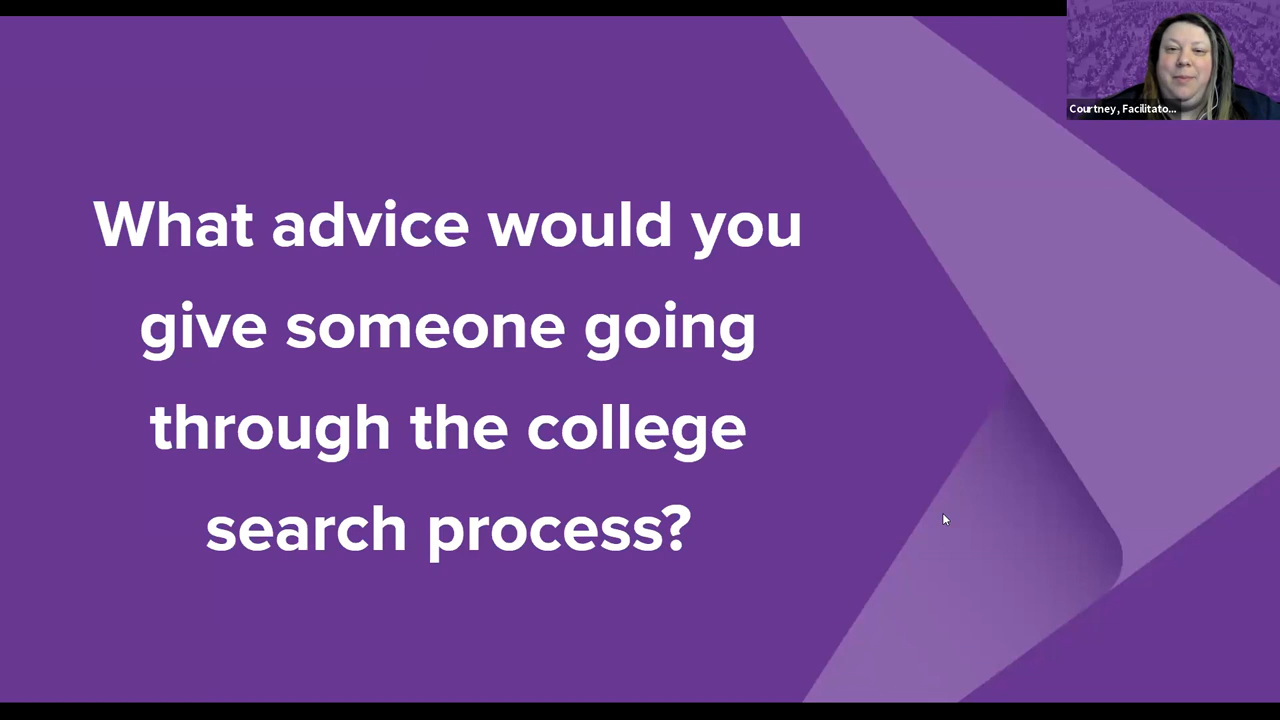 Courtney, Facilitato...
What advice would you
give someone going
through the college
search process?